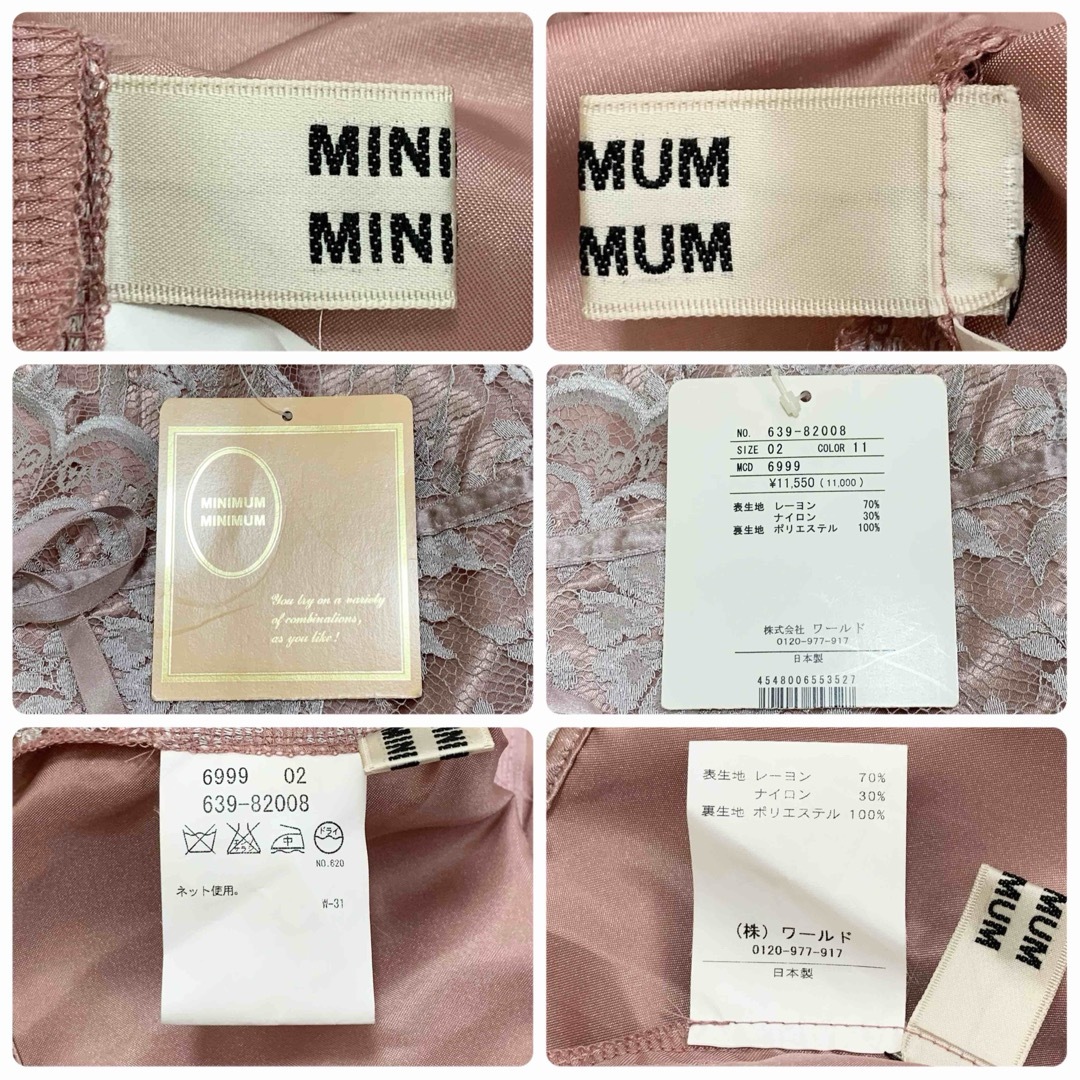 MINI
MINI
MUM
MUM
MINIMUM
MINIMUM
You try on a variety
of combinations,
as you like!
NO. 639-82008
SIZE 02 COLOR 11
MCD 6999
¥11,550 (11,000)
表生地 レーヨン 70%
ナイロン 30%
裏生地 ポリエステル 100%
株式会社 ワールド
0120-977-917
日本製
4548006553527
6999 02
639-82008
中
ドライ
NO.620
ネット使用。
W-31
MINI
MINI
表生地 レーヨン 70%
ナイロン 30%
裏生地 ポリエステル 100%
(株) ワールド
0120-977-917
日本製
MUM
MUM